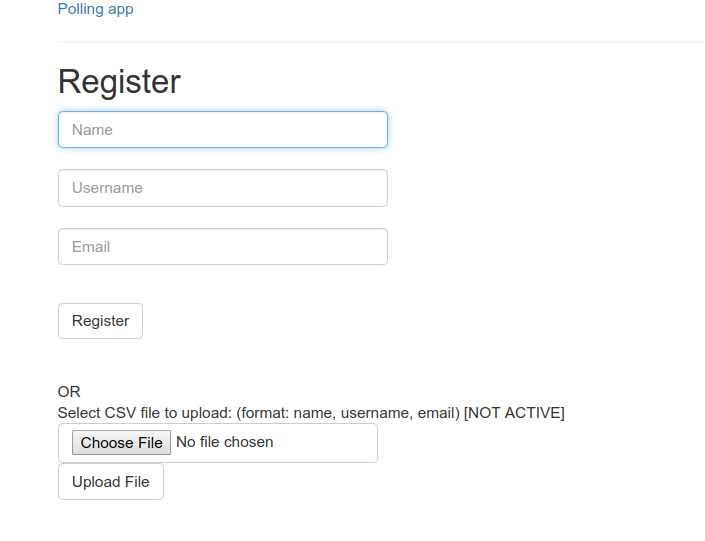 Polling app
Register
Name
Username
Email
Register
OR
Select CSV file to upload: (format: name, username, email) [NOT ACTIVE]
Choose File No file chosen
Upload File